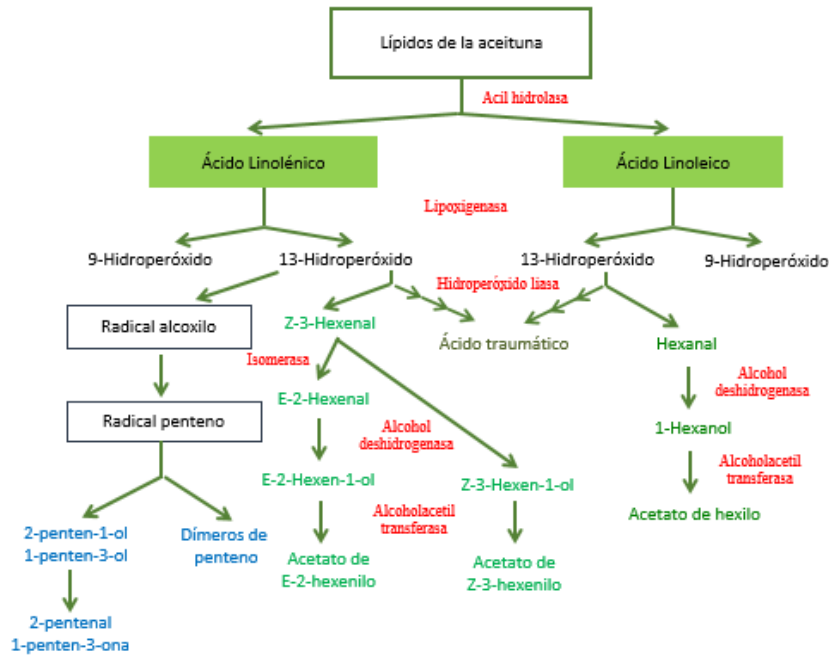 Lípidos de la aceituna
Acil hidrolasa
Ácido Linolénico
Ácido Linoleico
Lipoxigenasa
9-Hidroperóxido
13-Hidroperóxido
13-Hidroperóxido
9-Hidroperóxido
Hidroperóxido liasa
Radical alcoxilo
Z-3-Hexenal
Ácido traumático
Hexanal
Isomerasa
Alcohol
deshidrogenasa
E-2-Hexenal
Radical penteno
Alcohol
deshidrogenasa
1-Hexanol
Alcoholacetil
transferasa
E-2-Hexen-1-ol
Z-3-Hexen-1-ol
Alcoholacetil
transferasa
Acetato de hexilo
2-penten-1-ol
1-penten-3-ol
Dímeros de
penteno
Acetato de
E-2-hexenilo
Acetato de
Z-3-hexenilo
2-pentenal
1-penten-3-ona